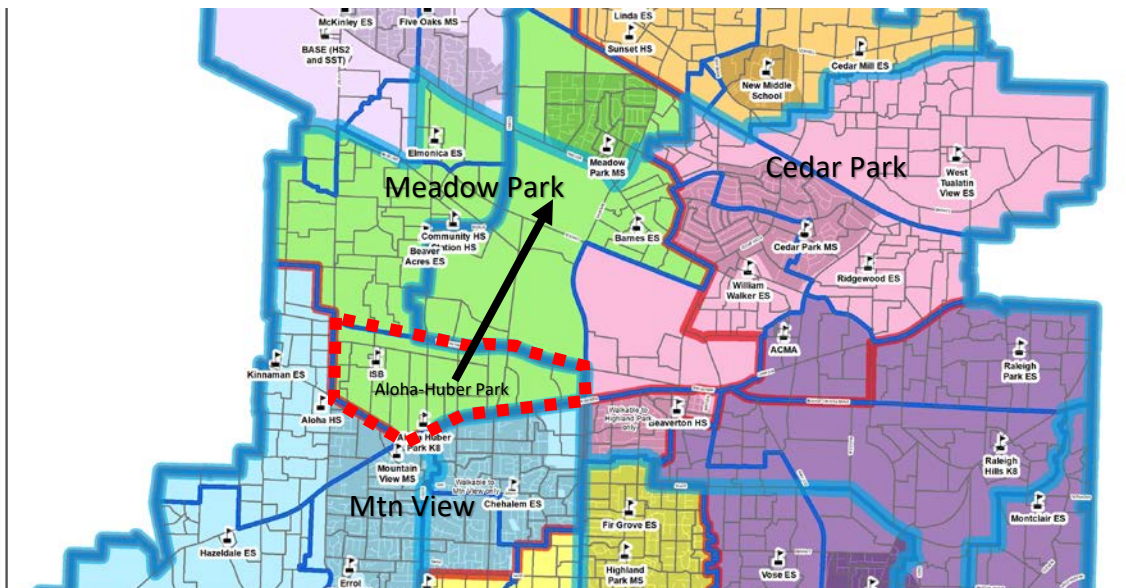 McKinley ES
Five Oaks MS
BASE (HS2
and SST)
Linda ES
Sunset HS
Cedar Mill ES
New Middle
School
Elmonica ES
Meadow
Park MS
Cedar Park
West
Tualatin
View ES
Meadow Park
Community HS
Station HS
Beaver
Acres ES
Barnes ES
Cedar Park MS
William
Walker ES
Ridgewood ES
ACMA
Raleigh
Park ES
Kinnaman ES
ISB
Aloha-Huber Park
Aloha HS
Aloha Huber
Park K8
Walkable to
Highland Park
only
Beaverton HS
Mountain
View MS
Raleigh
Hills K8
Walkable to
Mtn View only
Mtn View
Chehalem ES
Fir Grove ES
Montclair ES
Hazeldale ES
Highland
Park MS
Vose ES
Errol